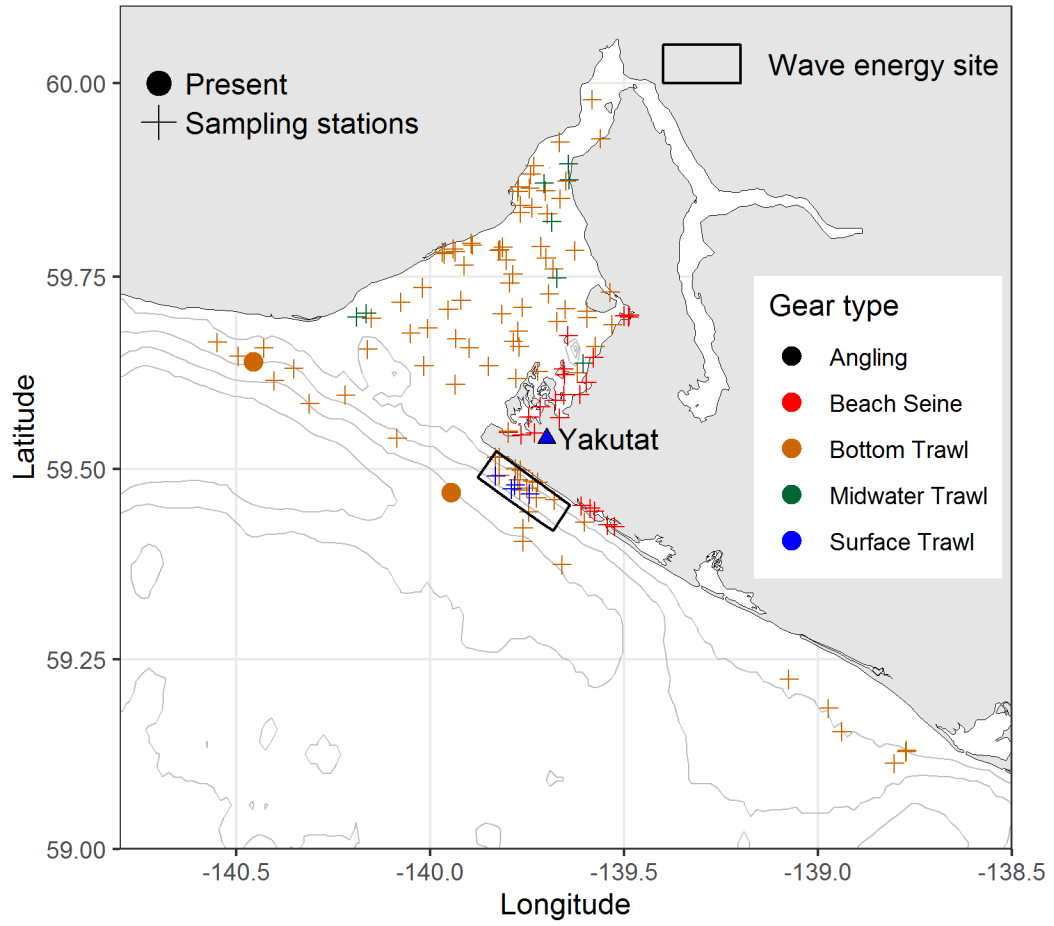 Present
Sampling stations
Wave energy site
Yakutat
Gear type
Angling
Beach Seine
Bottom Trawl
Midwater Trawl
Surface Trawl
Latitude
60.00
59.75
59.50
59.25
59.00
-140.5
-140.0
-139.5
-139.0
-138.5
Longitude